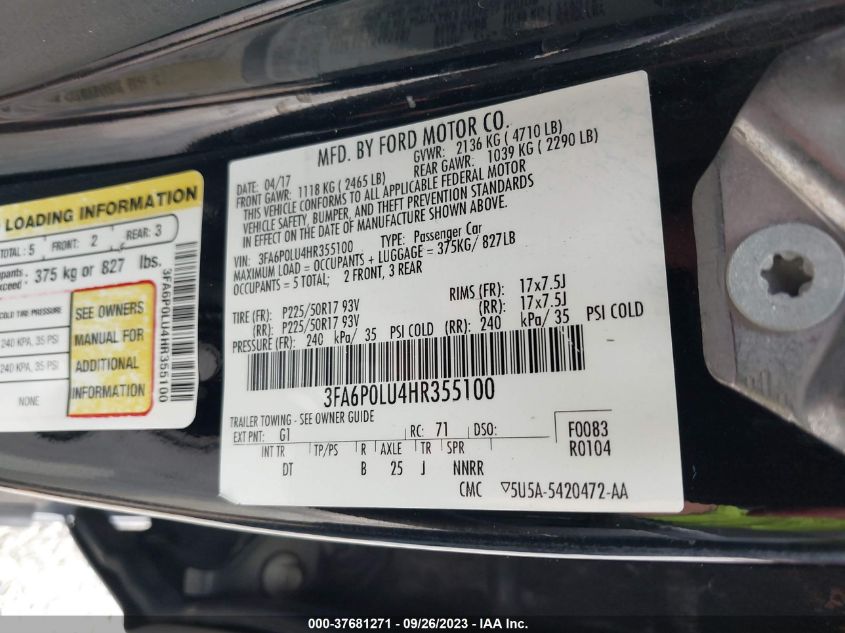 LOADING INFORMATION
TOTAL: 5 FRONT: 2 REAR: 3
375 kg or 827 lbs.
COLD TIRE PRESSURE
240 KPA, 35 PSI
240 KPA, 35 PSI
NONE
SEE OWNERS
MANUAL FOR
ADDITIONAL
INFORMATION
3FA6P0LU4HR355100
MFD. BY FORD MOTOR CO.
DATE: 04/17 GVWR: 2136 KG ( 4710 LB)
FRONT GAWR: 1118 KG ( 2465 LB) REAR GAWR: 1039 KG ( 2290 LB)
THIS VEHICLE CONFORMS TO ALL APPLICABLE FEDERAL MOTOR
VEHICLE SAFETY, BUMPER, AND THEFT PREVENTION STANDARDS
IN EFFECT ON THE DATE OF MANUFACTURE SHOWN ABOVE.
VIN: 3FA6P0LU4HR355100 TYPE: Passenger Car
MAXIMUM LOAD = OCCUPANTS + LUGGAGE = 375KG/ 827LB
OCCUPANTS = 5 TOTAL; 2 FRONT, 3 REAR
TIRE (FR): P225/50R17 93V RIMS (FR): 17x7.5J
(RR): P225/50R17 93V (RR): 17x7.5J
PRESSURE (FR): 240 kPa/ 35 PSI COLD (RR): 240 kPa/ 35 PSI COLD
3FA6P0LU4HR355100
TRAILER TOWING - SEE OWNER GUIDE
EXT PNT: G1 RC: 71 DSO: F0083
INT TR TP/PS R AXLE TR SPR R0104
DT B 25 J NNRR
CMC ▽5U5A-5420472-AA
000-37681271 - 09/26/2023 - IAA Inc.